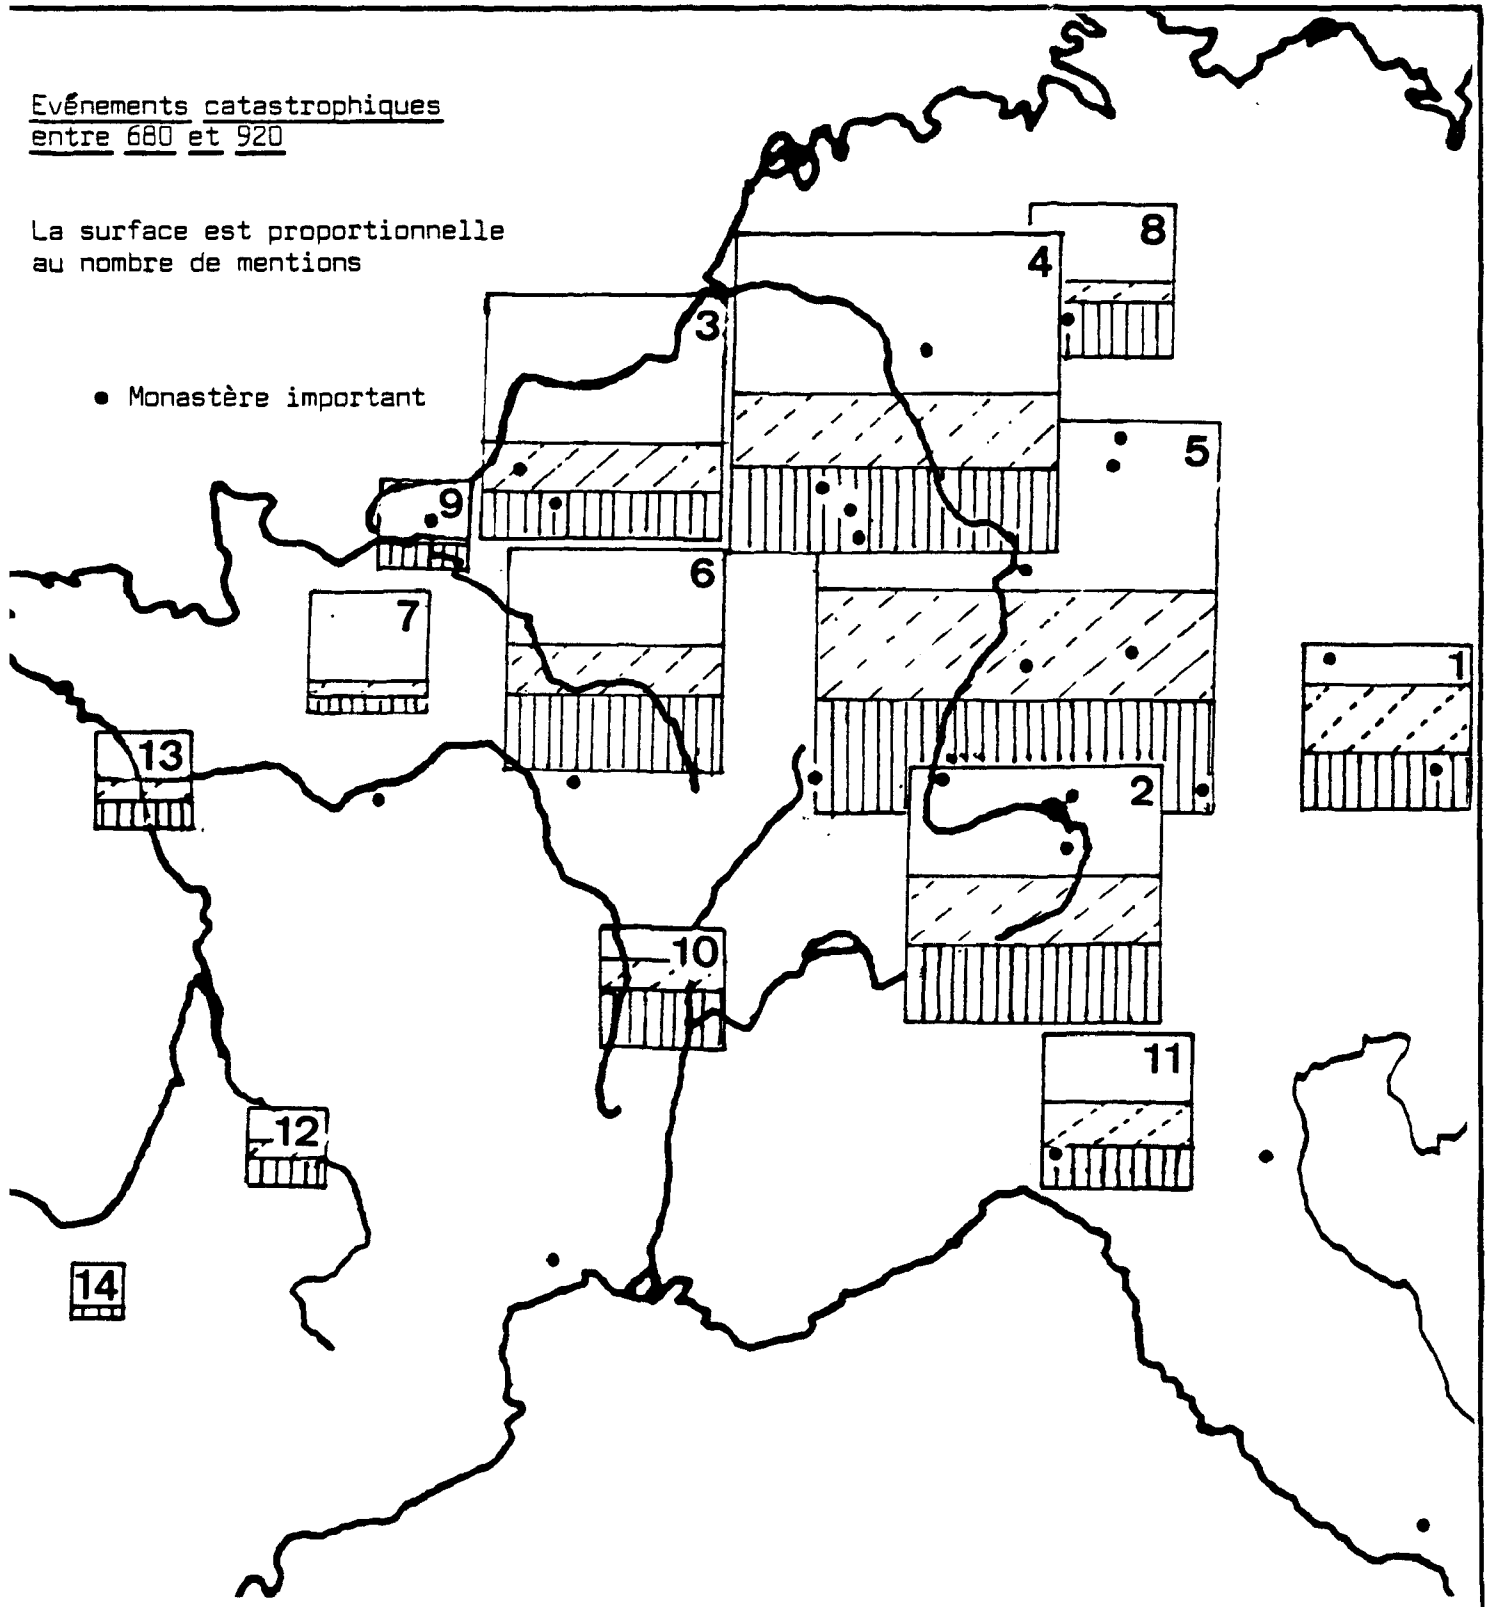 Evénements catastrophiques
entre 680 et 920
La surface est proportionnelle
au nombre de mentions
8
4
3
Monastère important
5
9
6
7
1
13
2
10
11
12
14